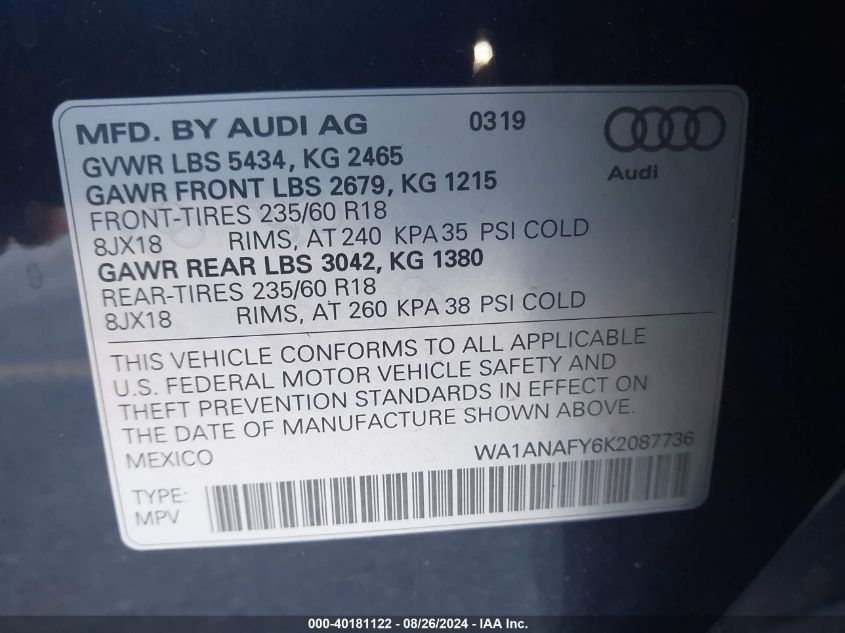 MFD. BY AUDI AG 0319
GVWR LBS 5434, KG 2465
Audi
GAWR FRONT LBS 2679, KG 1215
FRONT-TIRES 235/60 R18
8JX18 RIMS, AT 240 KPA 35 PSI COLD
GAWR REAR LBS 3042, KG 1380
REAR-TIRES 235/60 R18
8JX18 RIMS, AT 260 KPA 38 PSI COLD
THIS VEHICLE CONFORMS TO ALL APPLICABLE
U.S. FEDERAL MOTOR VEHICLE SAFETY AND
THEFT PREVENTION STANDARDS IN EFFECT ON
THE DATE OF MANUFACTURE SHOWN ABOVE.
MEXICO WA1ANAFY6K2087736
TYPE:
MPV
000-40181122 - 08/26/2024 - IAA Inc.